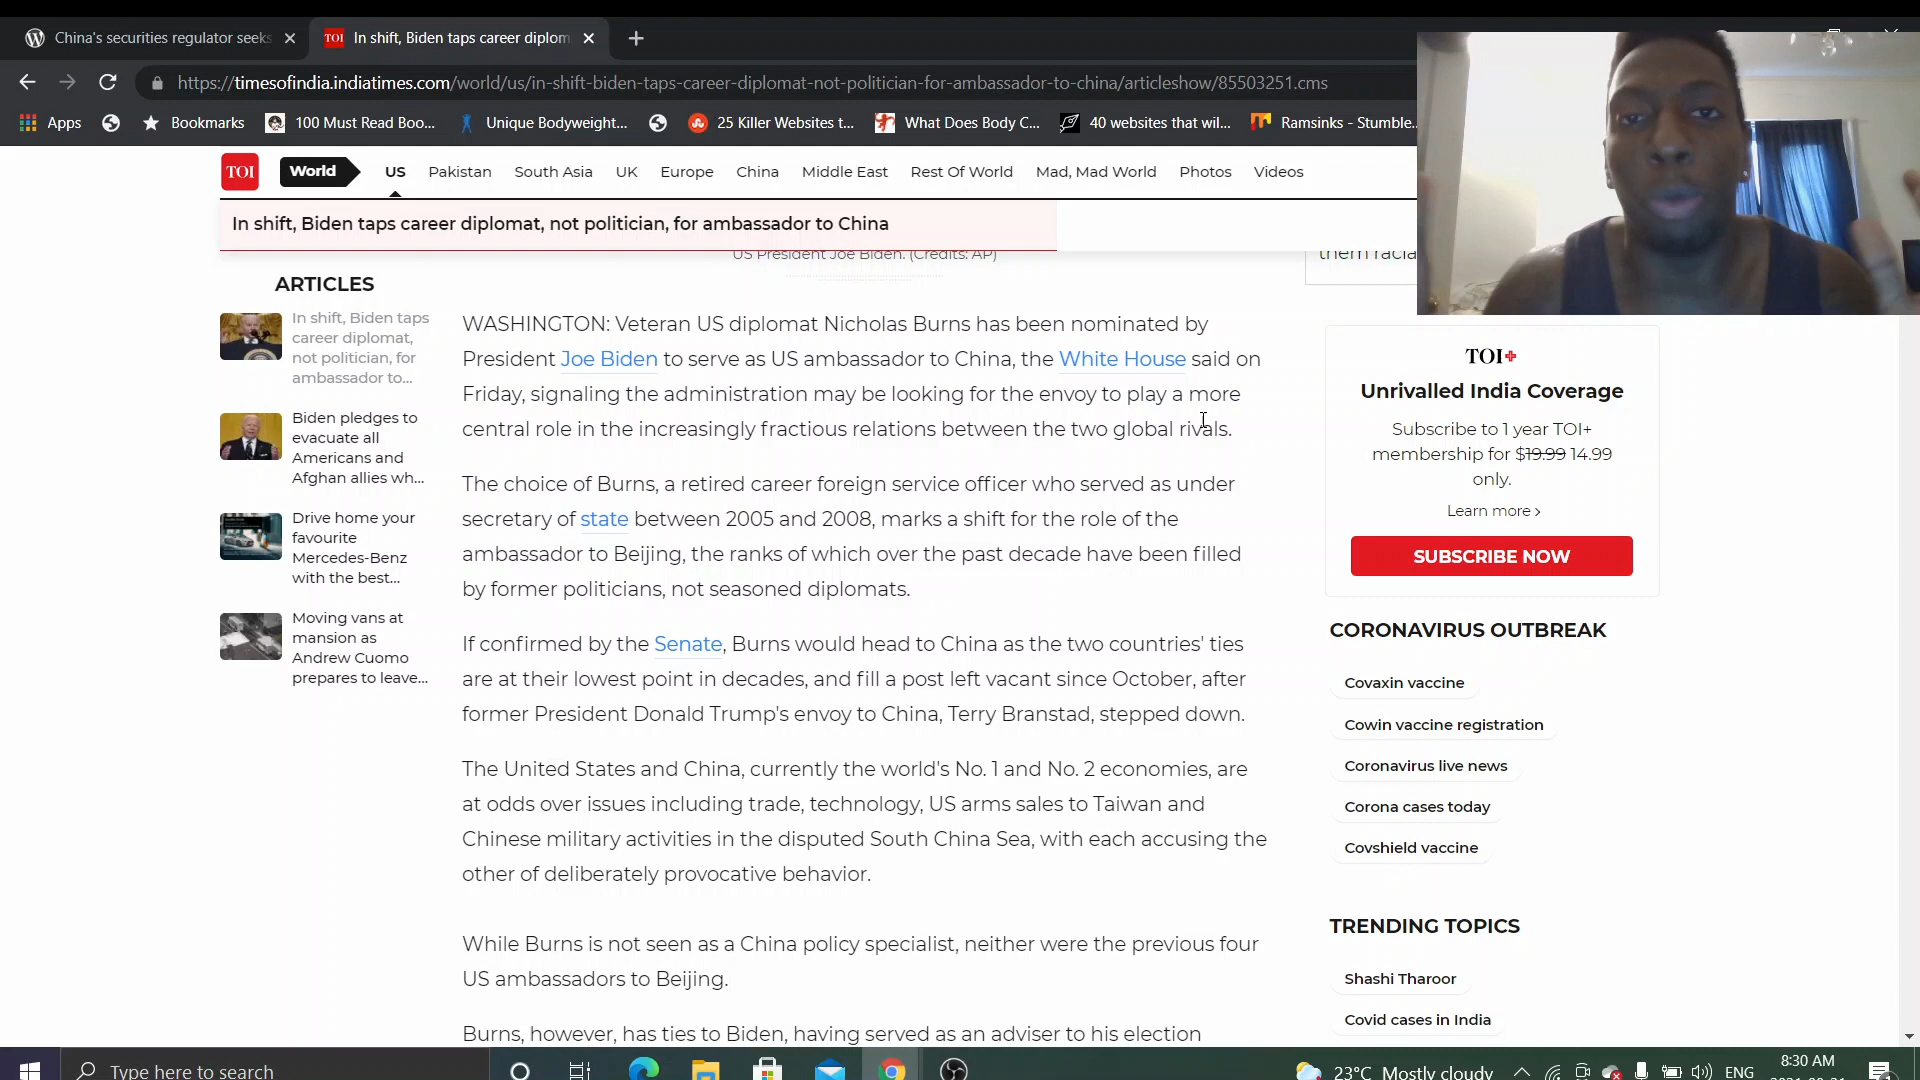 China's securities regulator seeks
TOI In shift, Biden taps career diplom
https://timesofindia.indiatimes.com/world/us/in-shift-biden-taps-career-diplomat-not-politician-for-ambassador-to-china/articleshow/85503251.cms
Apps Bookmarks 100 Must Read Boo... Unique Bodyweight... 25 Killer Websites t... What Does Body C... 40 websites that wil... Ramsinks - Stumble...
TOI World US Pakistan South Asia UK Europe China Middle East Rest Of World Mad, Mad World Photos Videos
In shift, Biden taps career diplomat, not politician, for ambassador to China
US President Joe Biden. (Credits: AP)
them racia
ARTICLES
In shift, Biden taps
career diplomat,
not politician, for
ambassador to...
Biden pledges to
evacuate all
Americans and
Afghan allies wh...
Drive home your
favourite
Mercedes-Benz
with the best...
Moving vans at
mansion as
Andrew Cuomo
prepares to leave...
WASHINGTON: Veteran US diplomat Nicholas Burns has been nominated by
President Joe Biden to serve as US ambassador to China, the White House said on
Friday, signaling the administration may be looking for the envoy to play a more
central role in the increasingly fractious relations between the two global rivals.
The choice of Burns, a retired career foreign service officer who served as under
secretary of state between 2005 and 2008, marks a shift for the role of the
ambassador to Beijing, the ranks of which over the past decade have been filled
by former politicians, not seasoned diplomats.
If confirmed by the Senate, Burns would head to China as the two countries' ties
are at their lowest point in decades, and fill a post left vacant since October, after
former President Donald Trump's envoy to China, Terry Branstad, stepped down.
The United States and China, currently the world's No. 1 and No. 2 economies, are
at odds over issues including trade, technology, US arms sales to Taiwan and
Chinese military activities in the disputed South China Sea, with each accusing the
other of deliberately provocative behavior.
While Burns is not seen as a China policy specialist, neither were the previous four
US ambassadors to Beijing.
Burns, however, has ties to Biden, having served as an adviser to his election
TOI+
Unrivalled India Coverage
Subscribe to 1 year TOI+
membership for $19.99 14.99
only.
Learn more ›
SUBSCRIBE NOW
CORONAVIRUS OUTBREAK
Covaxin vaccine
Cowin vaccine registration
Coronavirus live news
Corona cases today
Covshield vaccine
TRENDING TOPICS
Shashi Tharoor
Covid cases in India
Type here to search
23°C Mostly cloudy
ENG
8:30 AM